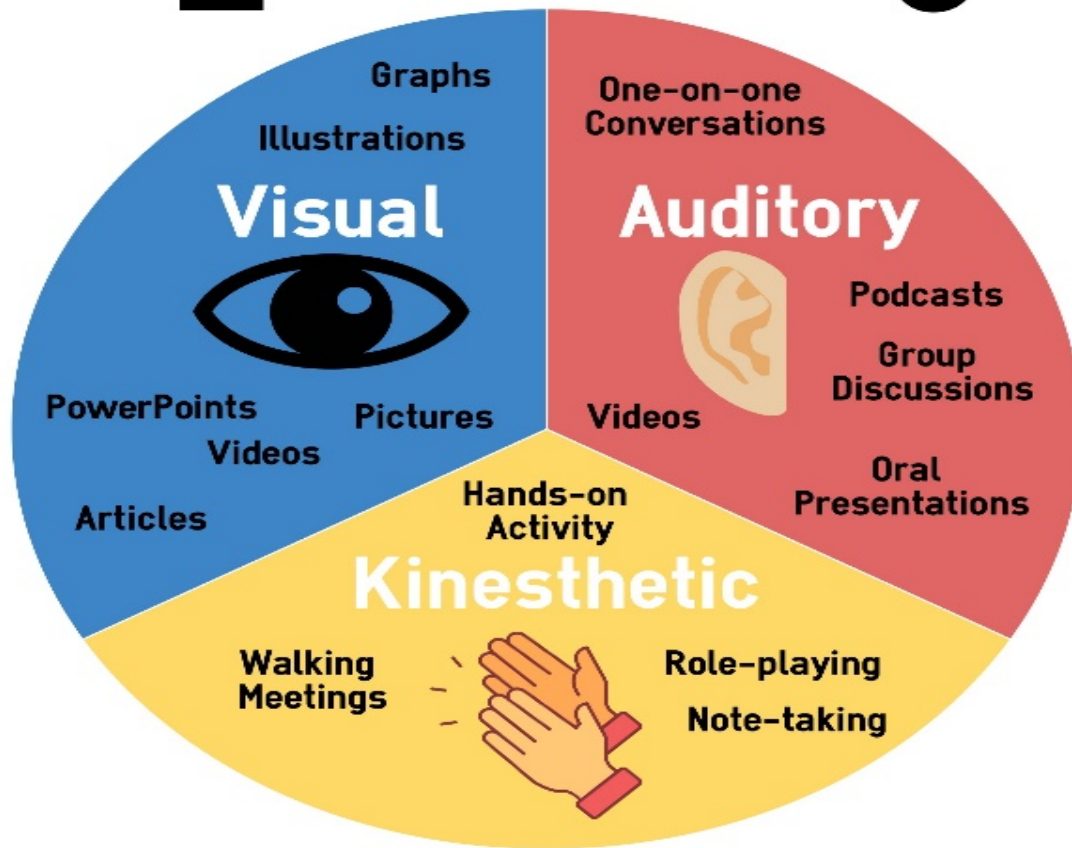 Graphs
Illustrations
Visual
PowerPoints
Pictures
Videos
Articles
One-on-one
Conversations
Auditory
Podcasts
Group
Discussions
Videos
Oral
Presentations
Hands-on
Activity
Kinesthetic
Walking
Meetings
Role-playing
Note-taking